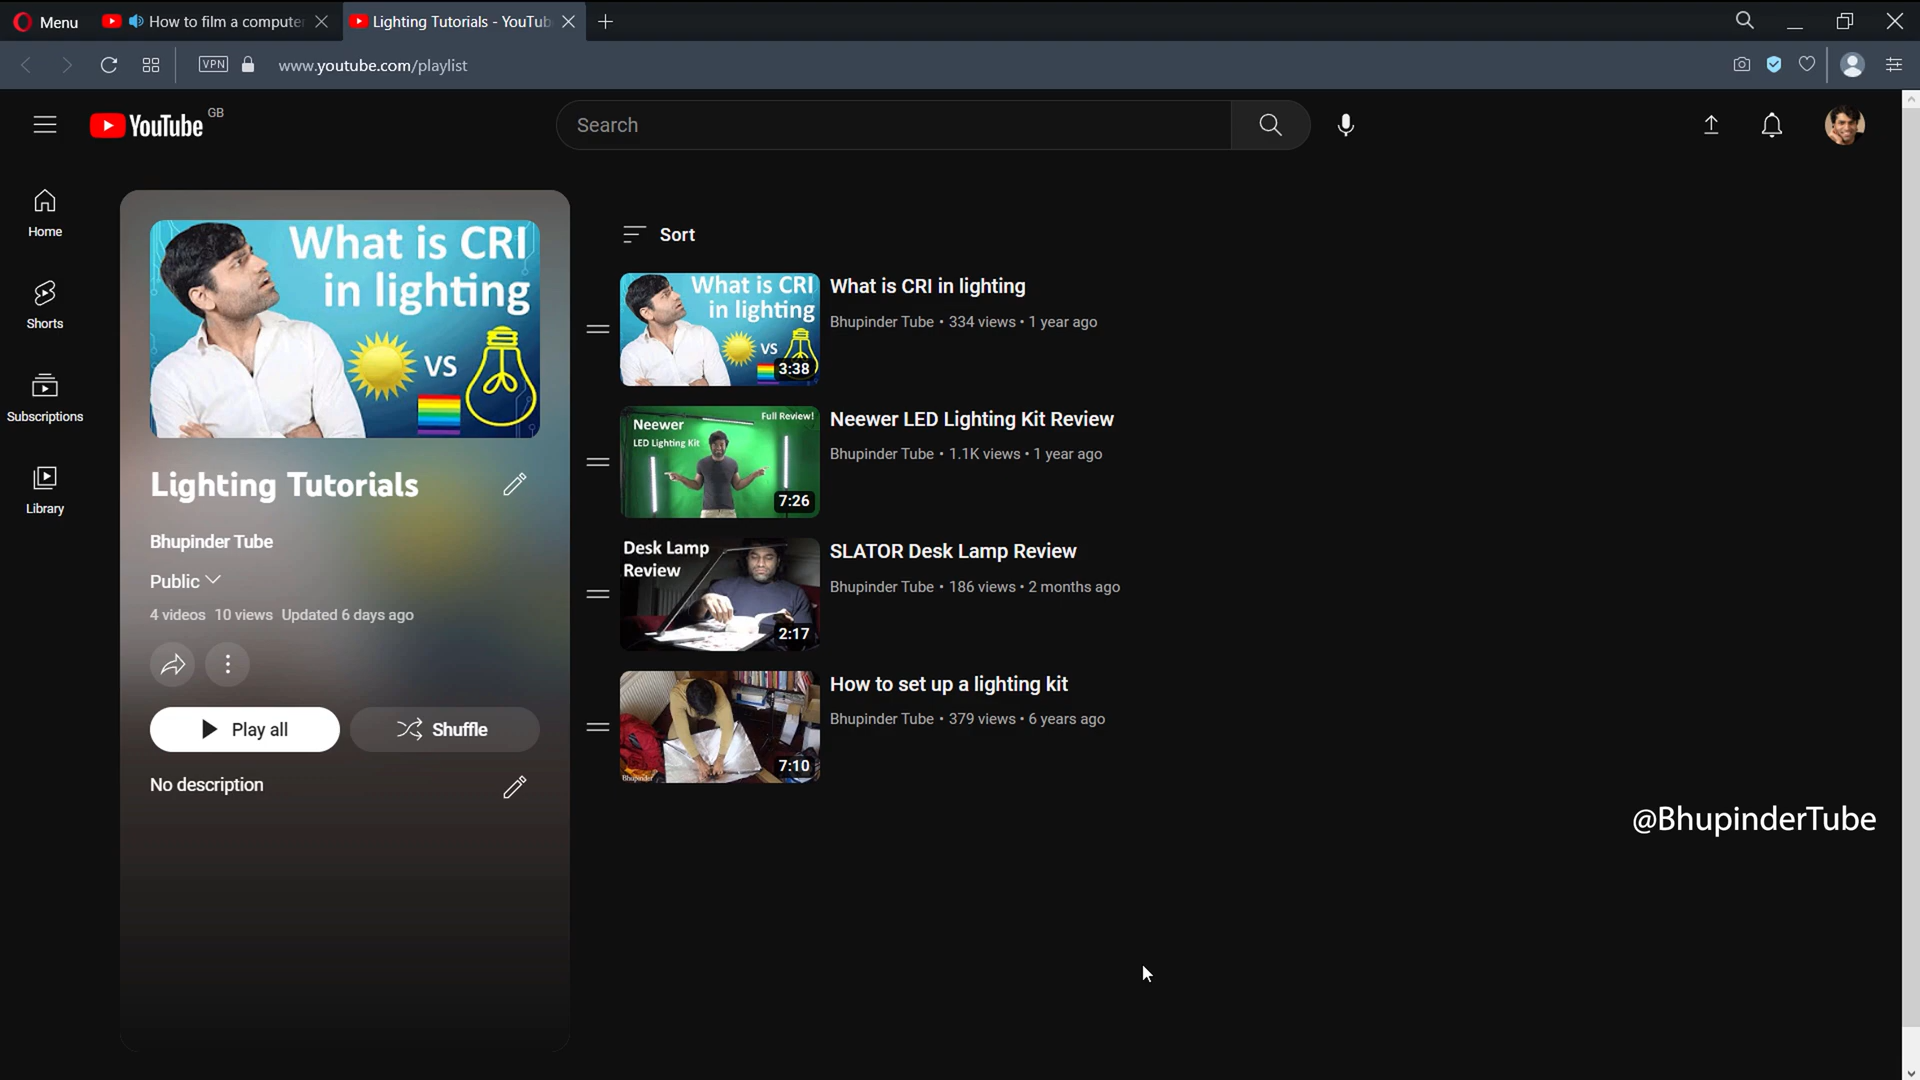 Menu
How to film a computer
Lighting Tutorials - YouTub
VPN
www.youtube.com/playlist
YouTube GB
Search
Home
Shorts
Subscriptions
Library
What is CRI
in lighting
VS
Lighting Tutorials
Bhupinder Tube
Public
4 videos 10 views Updated 6 days ago
Play all
Shuffle
No description
Sort
What is CRI
in lighting
VS
3:38
What is CRI in lighting
Bhupinder Tube • 334 views • 1 year ago
Full Review!
Neewer
LED Lighting Kit
7:26
Neewer LED Lighting Kit Review
Bhupinder Tube • 1.1K views • 1 year ago
Desk Lamp
Review
2:17
SLATOR Desk Lamp Review
Bhupinder Tube • 186 views • 2 months ago
Bhupinder
7:10
How to set up a lighting kit
Bhupinder Tube • 379 views • 6 years ago
@BhupinderTube